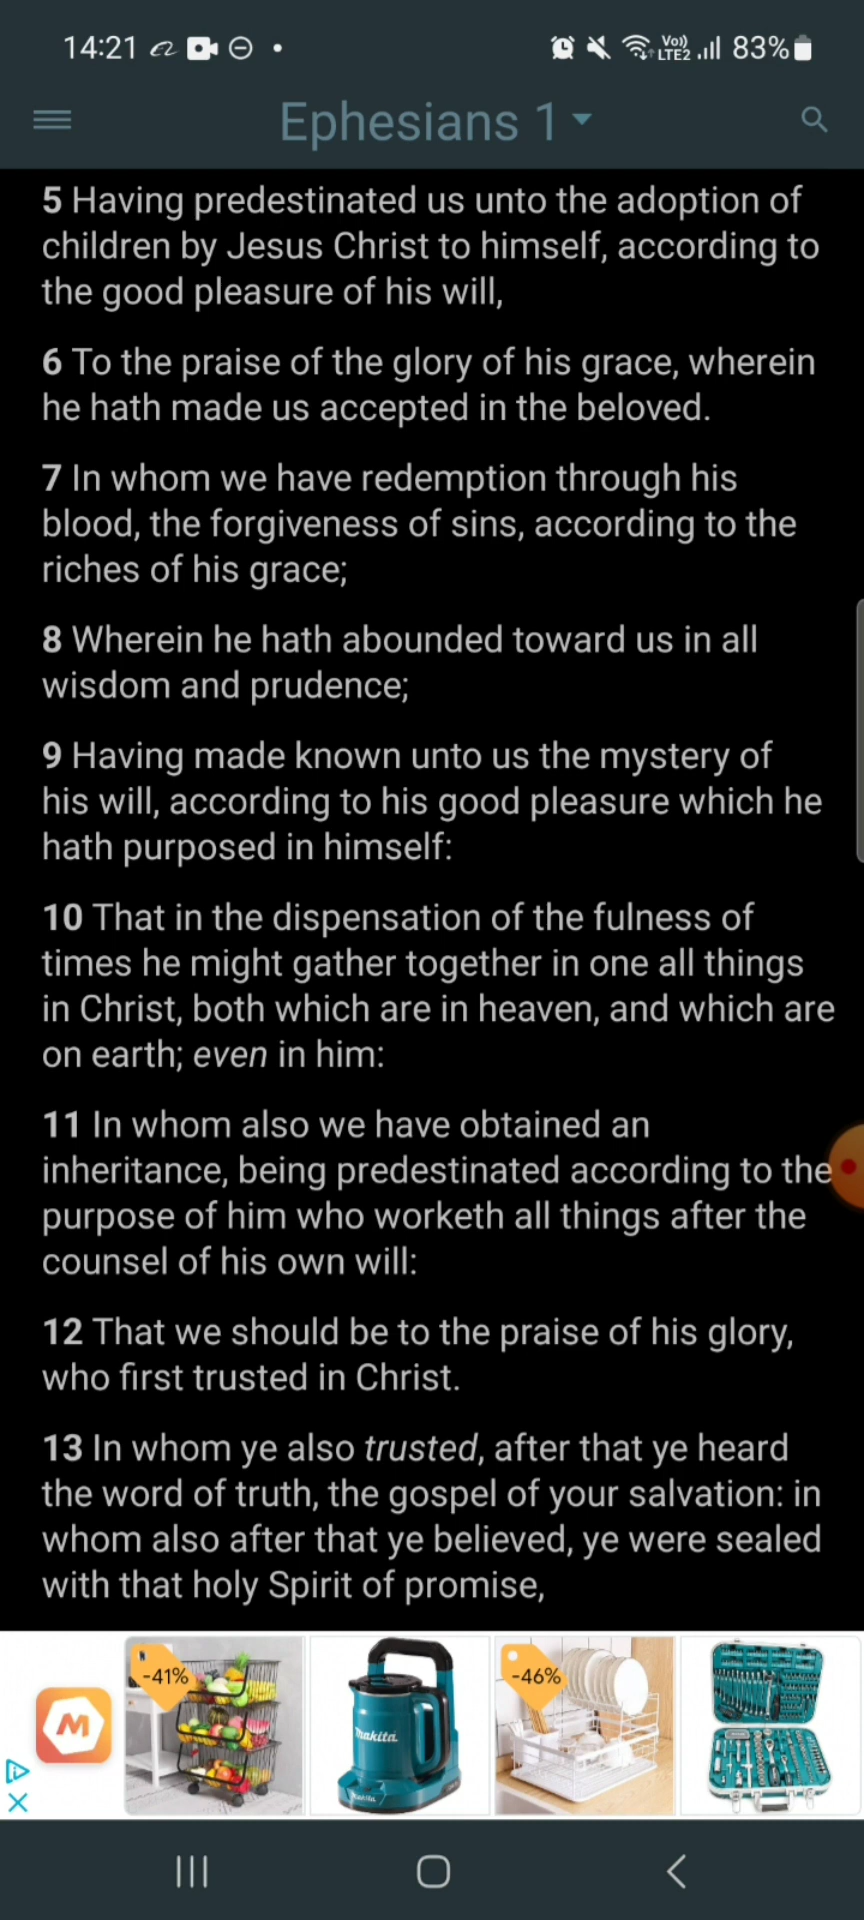 14:21
Vo))
LTE2
83%
Ephesians 1
5 Having predestinated us unto the adoption of
children by Jesus Christ to himself, according to
the good pleasure of his will,
6 To the praise of the glory of his grace, wherein
he hath made us accepted in the beloved.
7 In whom we have redemption through his
blood, the forgiveness of sins, according to the
riches of his grace;
8 Wherein he hath abounded toward us in all
wisdom and prudence;
9 Having made known unto us the mystery of
his will, according to his good pleasure which he
hath purposed in himself:
10 That in the dispensation of the fulness of
times he might gather together in one all things
in Christ, both which are in heaven, and which are
on earth; even in him:
11 In whom also we have obtained an
inheritance, being predestinated according to the
purpose of him who worketh all things after the
counsel of his own will:
12 That we should be to the praise of his glory,
who first trusted in Christ.
13 In whom ye also trusted, after that ye heard
the word of truth, the gospel of your salvation: in
whom also after that ye believed, ye were sealed
with that holy Spirit of promise,
-41%
-46%
M
makita
makita